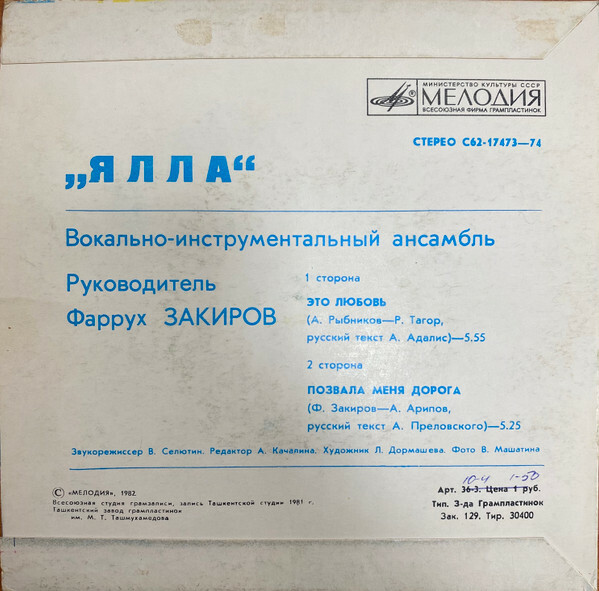 МИНИСТЕРСТВО КУЛЬТУРЫ СССР
МЕЛОДИЯ
ВСЕСОЮЗНАЯ ФИРМА ГРАМПЛАСТИНОК
СТЕРЕО С62-17473—74
„ЯЛЛА“
Вокально-инструментальный ансамбль
Руководитель
Фаррух ЗАКИРОВ
1 сторона
ЭТО ЛЮБОВЬ
(А. Рыбников—Р. Тагор,
русский текст А. Адалис)—5.55
2 сторона
ПОЗВАЛА МЕНЯ ДОРОГА
(Ф. Закиров—А. Арипов,
русский текст А. Преловского)—5.25
Звукорежиссер В. Селютин. Редактор А. Качалина. Художник Л. Дормашева. Фото В. Машатина
© «МЕЛОДИЯ», 1982.
Всесоюзная студия грамзаписи, запись Ташкентской студии 1981 г.
Ташкентский завод грампластинок
им. М. Т. Ташмухамедова
10-4 1-50
Арт. 36-3. Цена 1 руб.
Тип. З-да Грампластинок
Зак. 129. Тир. 30400